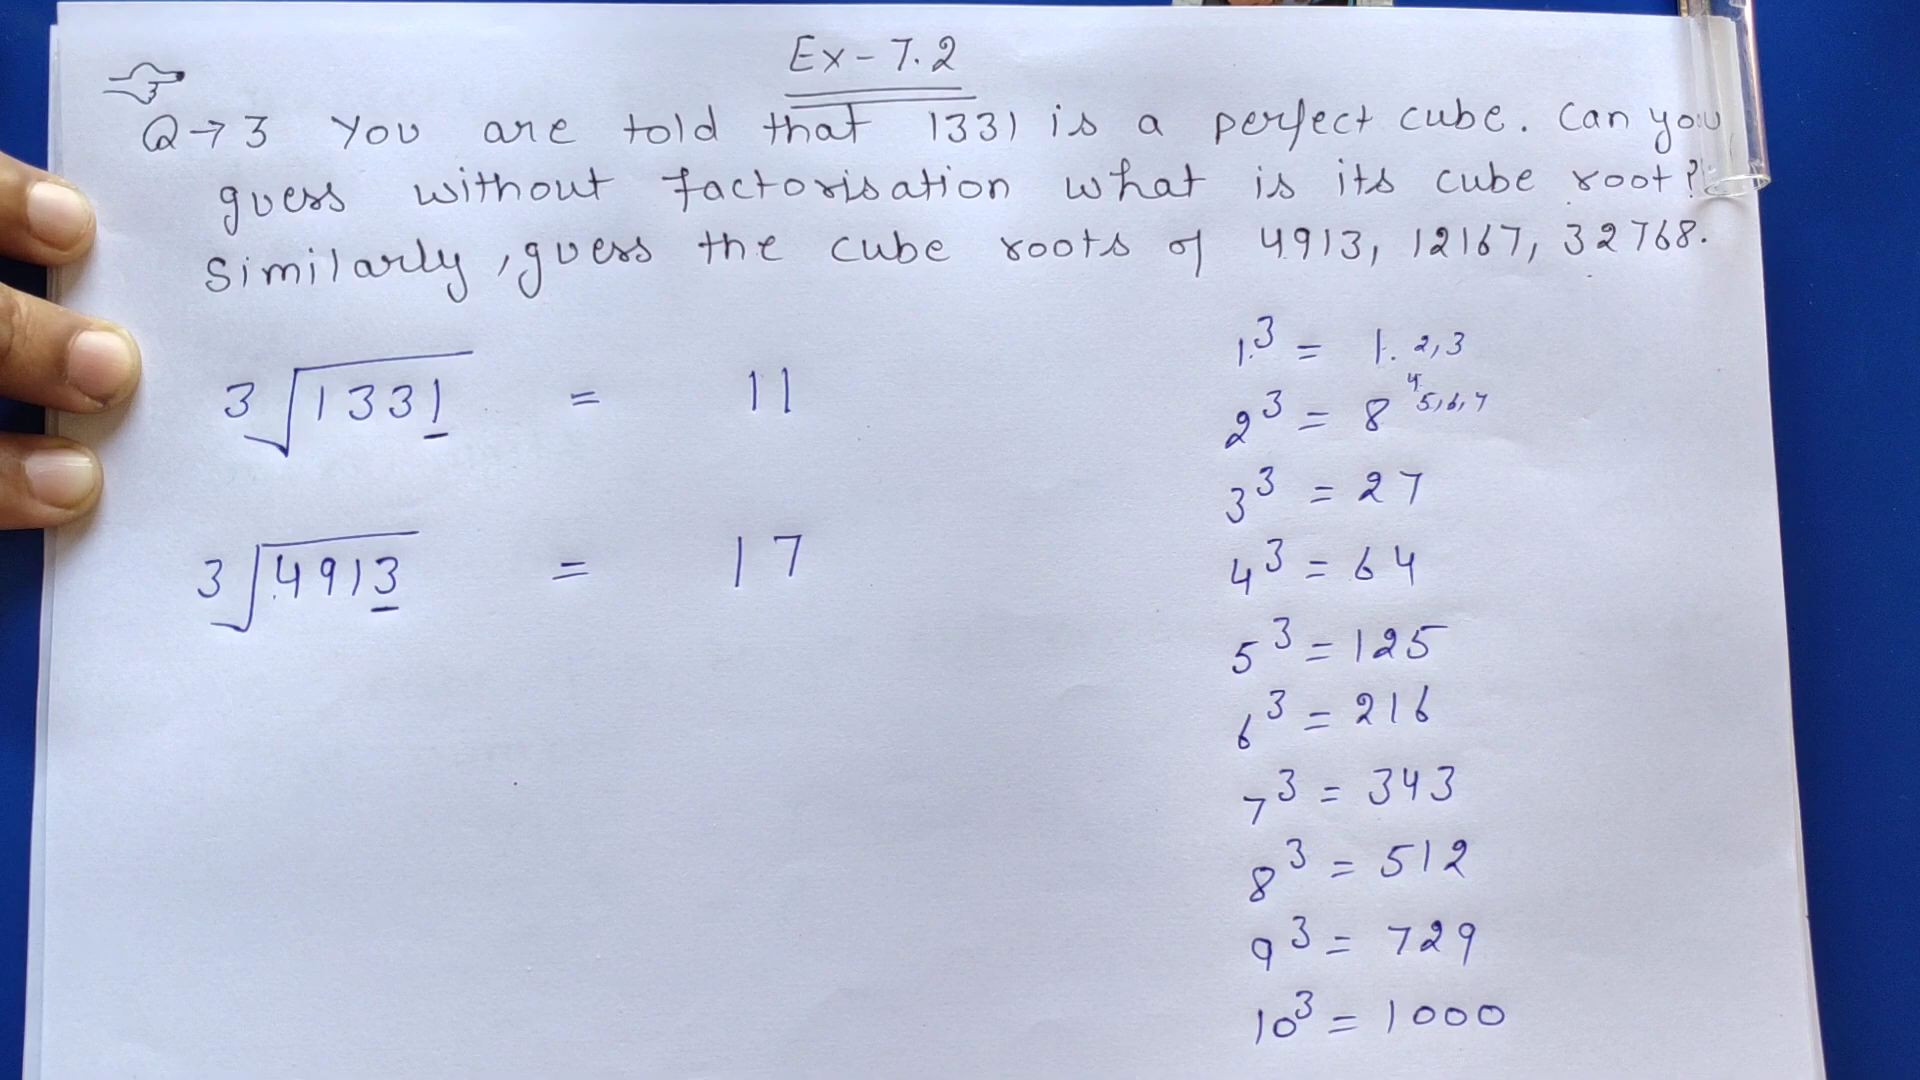 Ex-7.2
Q→3 You are told that 1331 is a perfect cube. Can you
guess without factorisation what is its cube root?
Similarly, guess the cube roots of 4913, 12167, 32768.
3√1331 = 11
3√4913 = 17
1³ = 1. 2,3
4
2³ = 8 5,6,7
3³ = 27
4³ = 64
5³ = 125
6³ = 216
7³ = 343
8³ = 512
9³ = 729
10³ = 1000